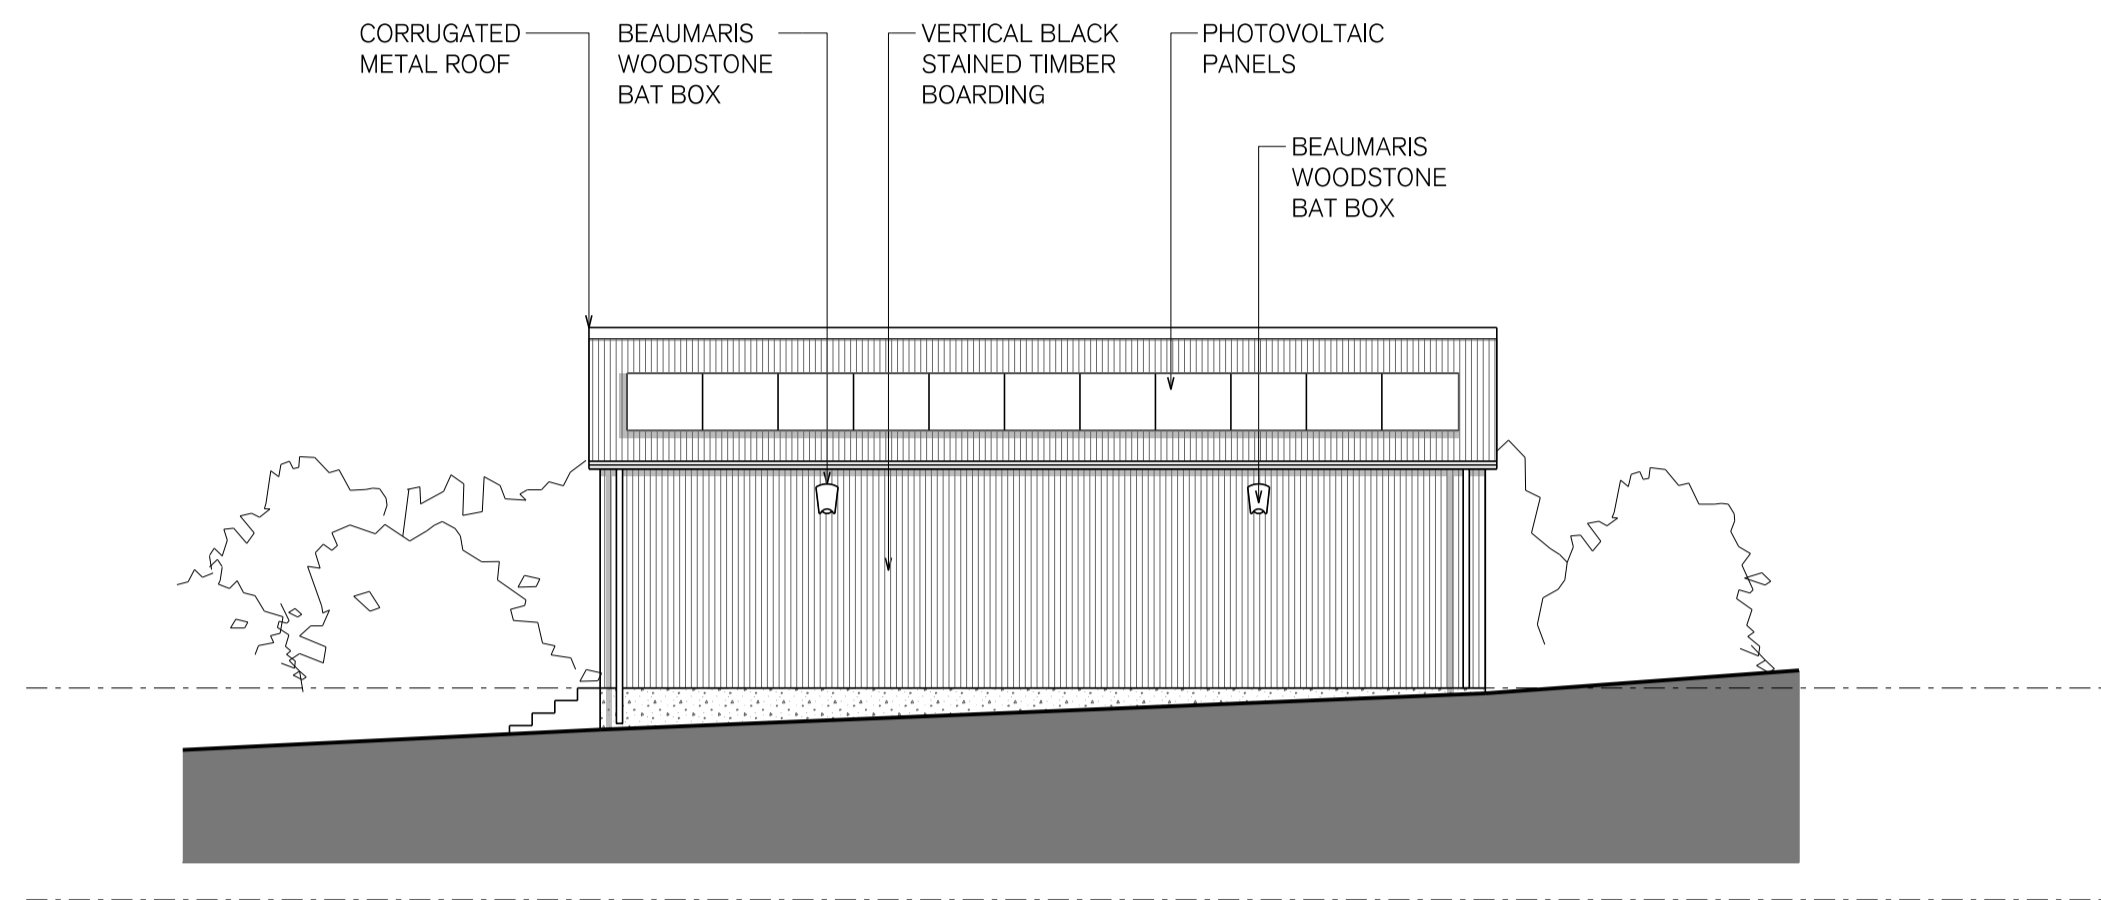 CORRUGATED
METAL ROOF
BEAUMARIS
WOODSTONE
BAT BOX
VERTICAL BLACK
STAINED TIMBER
BOARDING
PHOTOVOLTAIC
PANELS
BEAUMARIS
WOODSTONE
BAT BOX